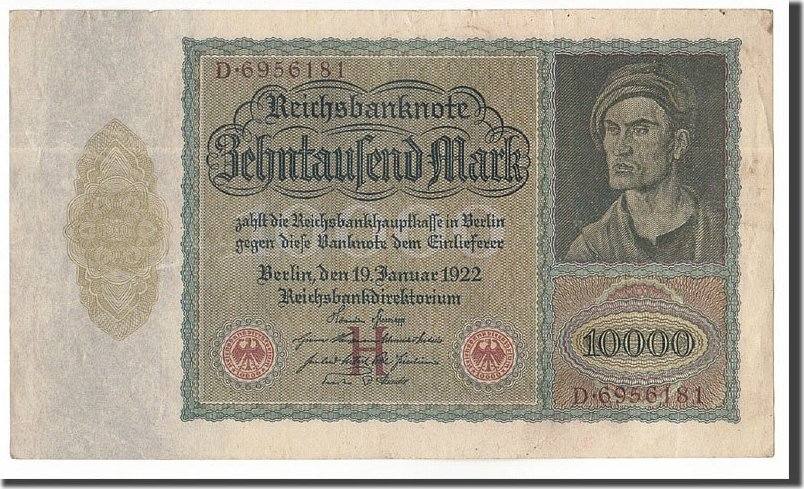 D·6956181
Reichsbanknote
Zehntausend Mark
zahlt die Reichsbankhauptkasse in Berlin
gegen diese Banknote dem Einlieferer
Berlin, den 19. Januar 1922
Reichsbankdirektorium
H
10000
D·6956181